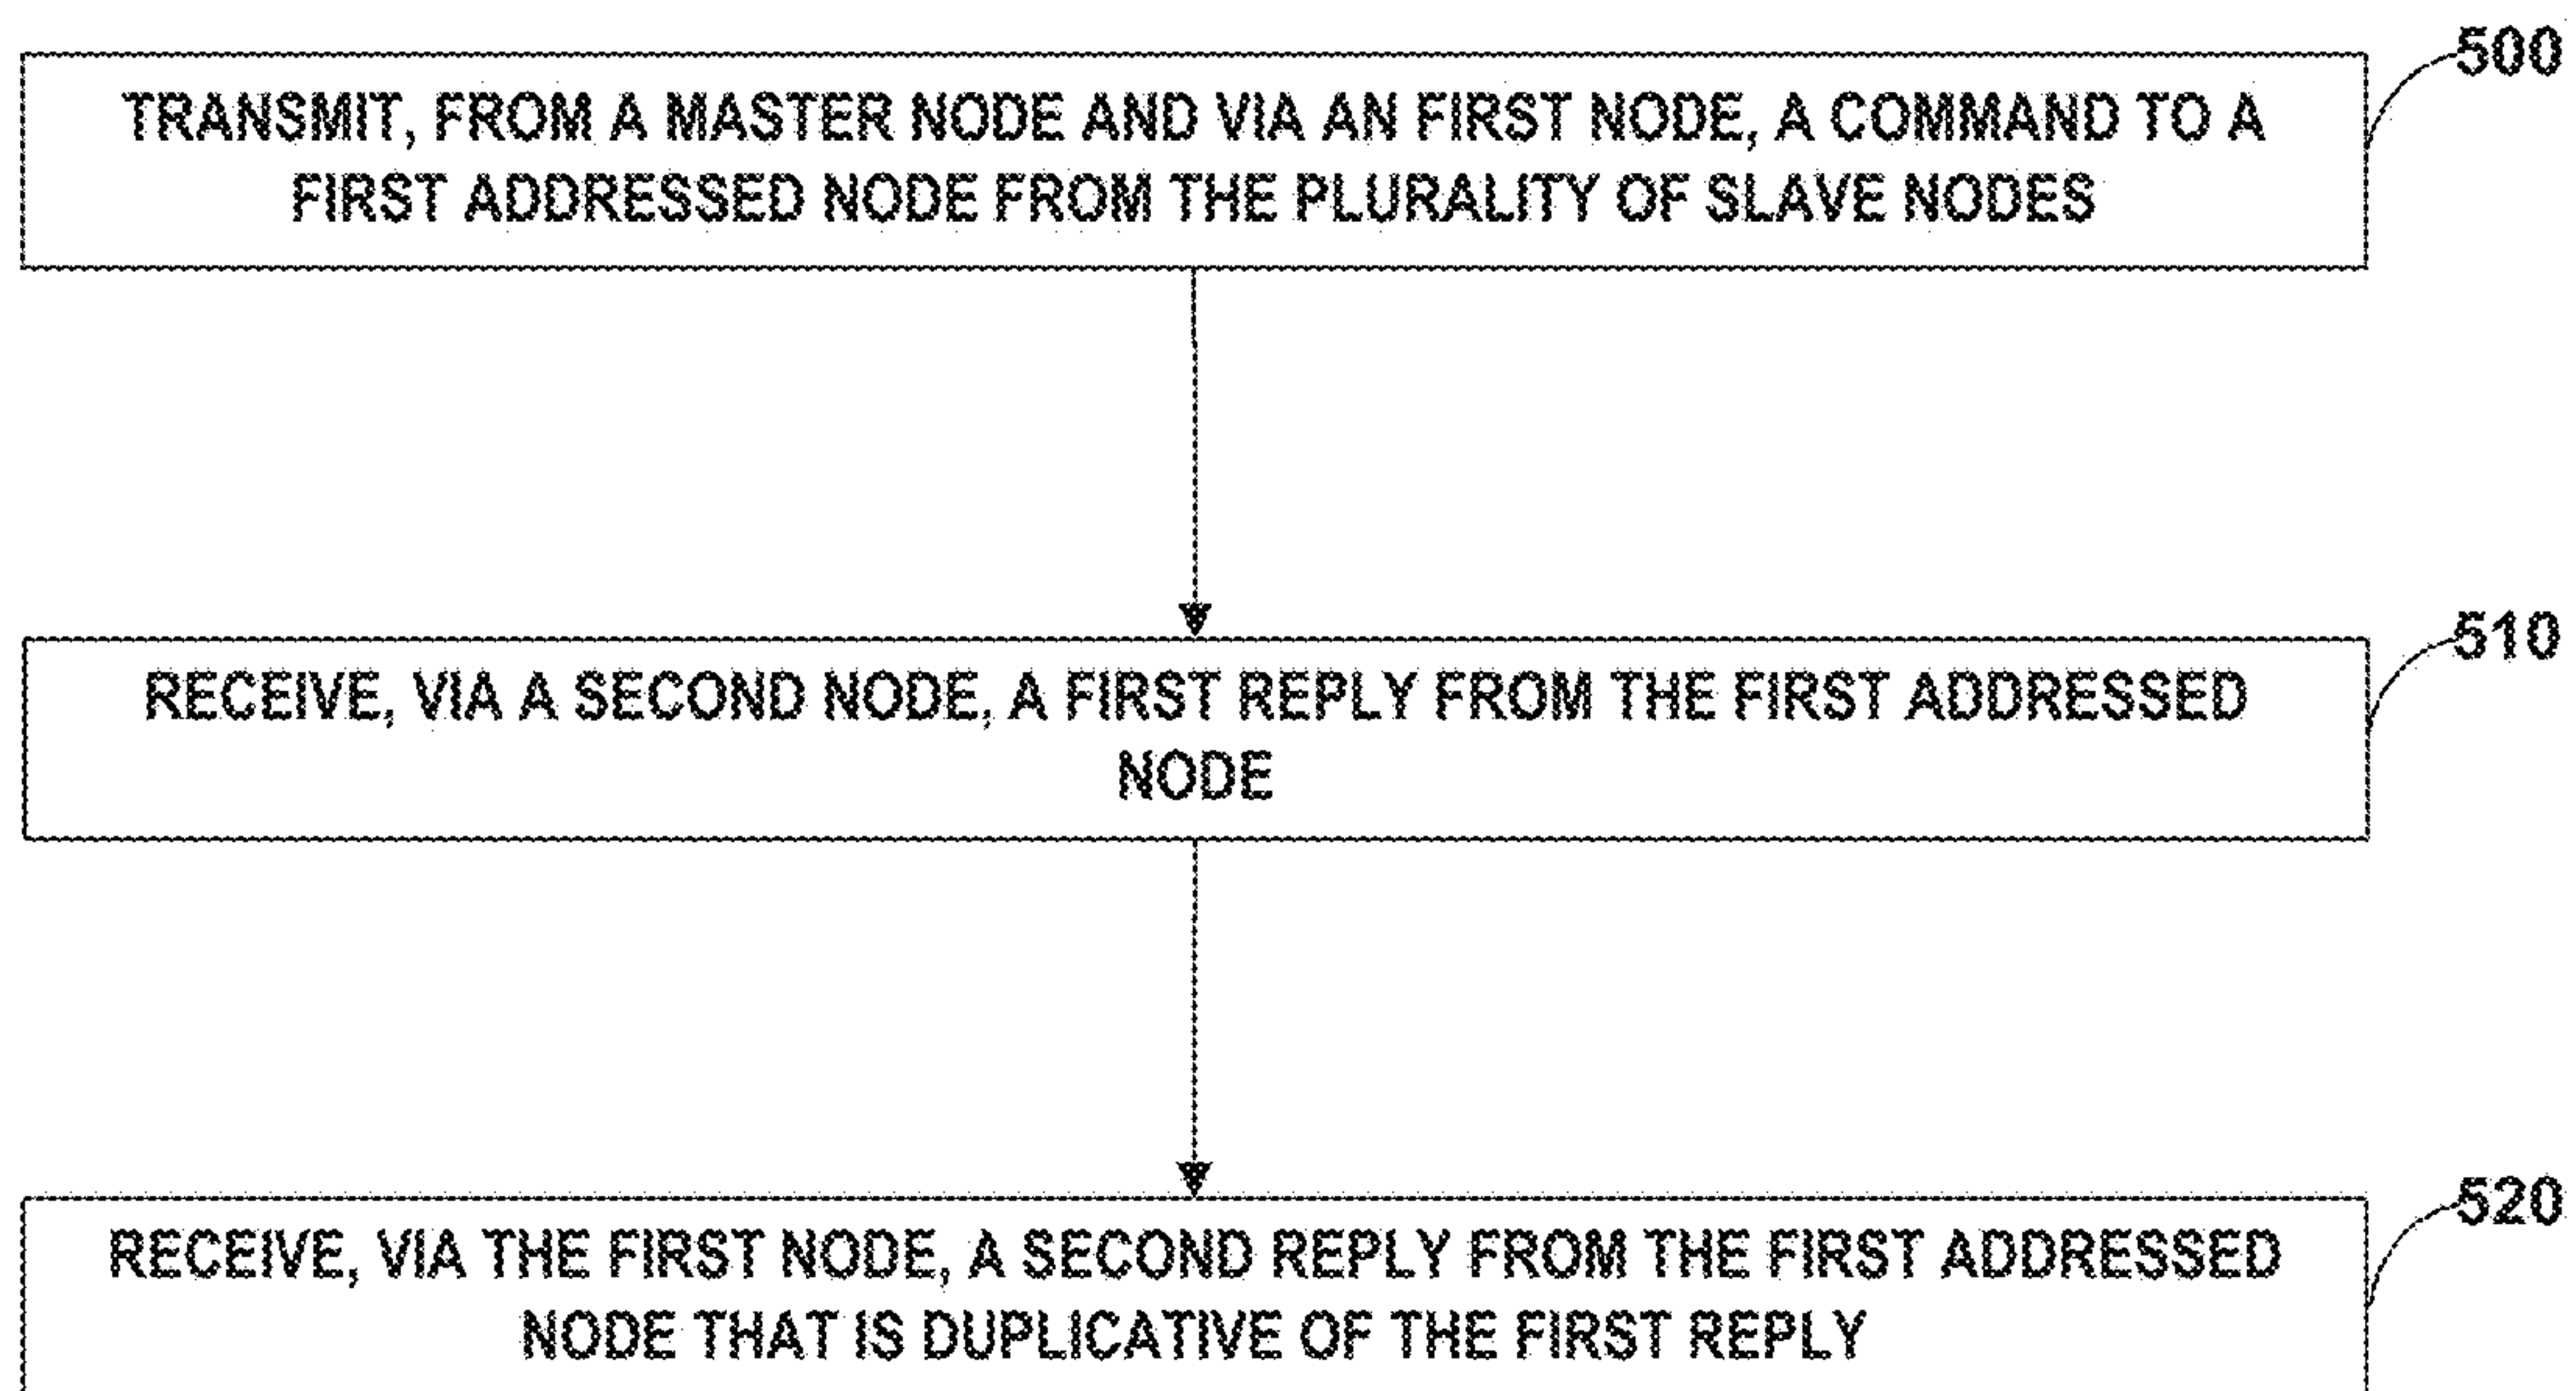 500
TRANSMIT, FROM A MASTER NODE AND VIA AN FIRST NODE, A COMMAND TO A
FIRST ADDRESSED NODE FROM THE PLURALITY OF SLAVE NODES
510
RECEIVE, VIA A SECOND NODE, A FIRST REPLY FROM THE FIRST ADDRESSED
NODE
520
RECEIVE, VIA THE FIRST NODE, A SECOND REPLY FROM THE FIRST ADDRESSED
NODE THAT IS DUPLICATIVE OF THE FIRST REPLY